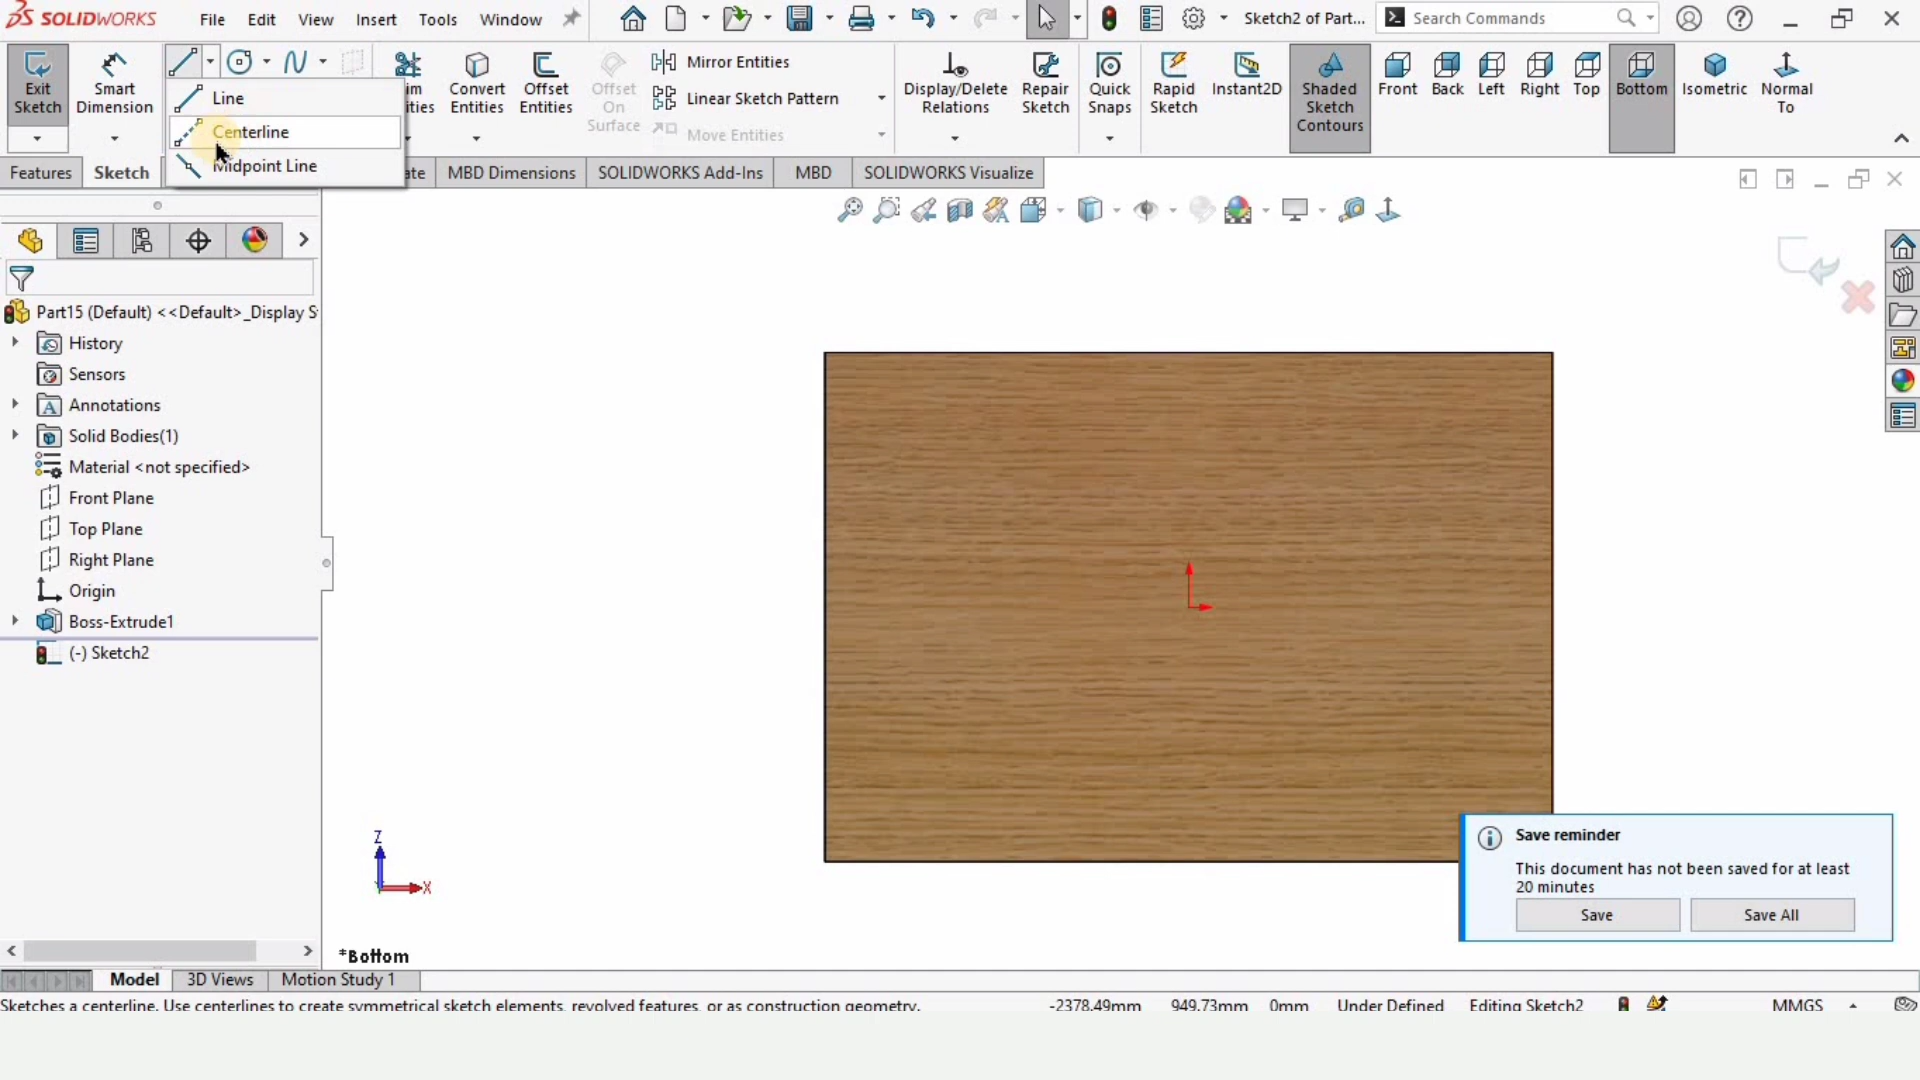 SOLIDWORKS File Edit View Insert Tools Window Sketch2 of Part... Search Commands
Exit Sketch
Smart Dimension
Line
Centerline
Midpoint Line
Convert Entities
Offset Entities
Offset On Surface
Mirror Entities
Linear Sketch Pattern
Move Entities
Display/Delete Relations
Repair Sketch
Quick Snaps
Rapid Sketch
Instant2D
Shaded Sketch Contours
Front
Back
Left
Right
Top
Bottom
Isometric
Normal To
Features Sketch MBD Dimensions SOLIDWORKS Add-Ins MBD SOLIDWORKS Visualize
Part15 (Default) <<Default>_Display S
History
Sensors
Annotations
Solid Bodies(1)
Material <not specified>
Front Plane
Top Plane
Right Plane
Origin
Boss-Extrude1
(-) Sketch2
Z
X
*Bottom
Save reminder
This document has not been saved for at least
20 minutes
Save Save All
Model 3D Views Motion Study 1
Sketches a centerline. Use centerlines to create symmetrical sketch elements, revolved features, or as construction geometry. -2378.49mm 949.73mm 0mm Under Defined Editing Sketch2 MMGS